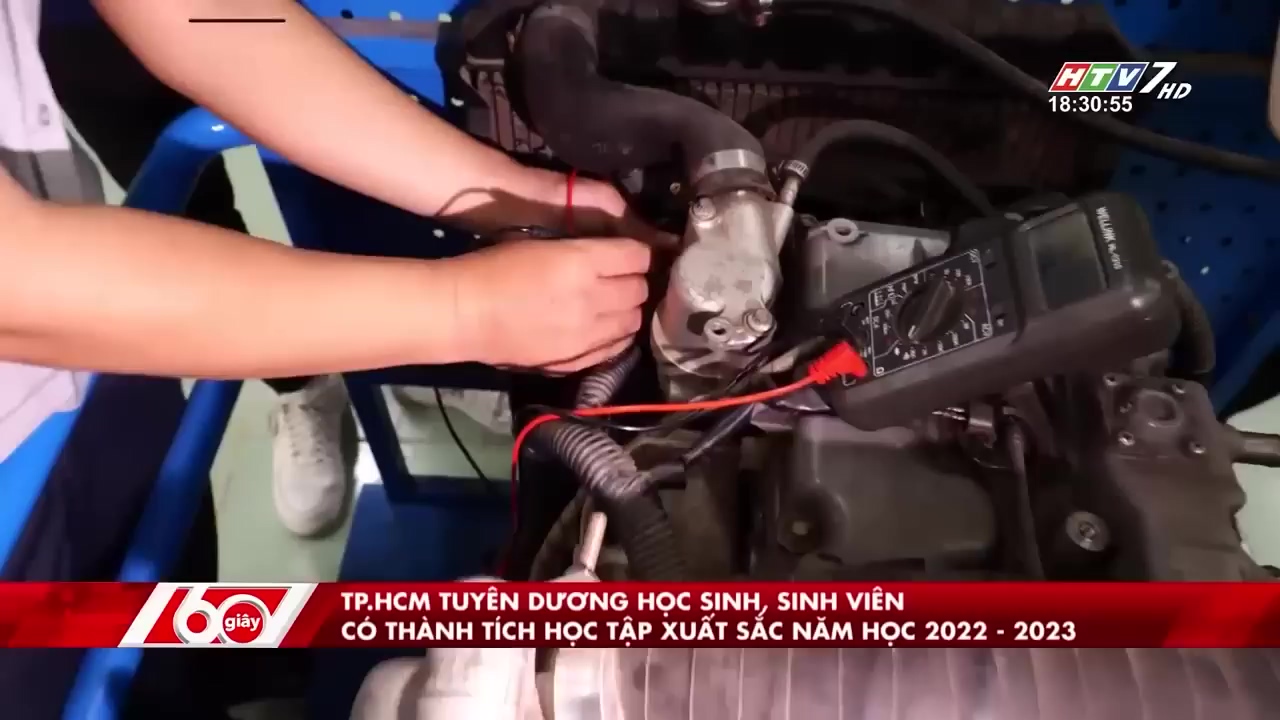 HTV7 HD
18:30:55
WELLINK
60 giây
TP.HCM TUYÊN DƯƠNG HỌC SINH, SINH VIÊN
CÓ THÀNH TÍCH HỌC TẬP XUẤT SẮC NĂM HỌC 2022 - 2023